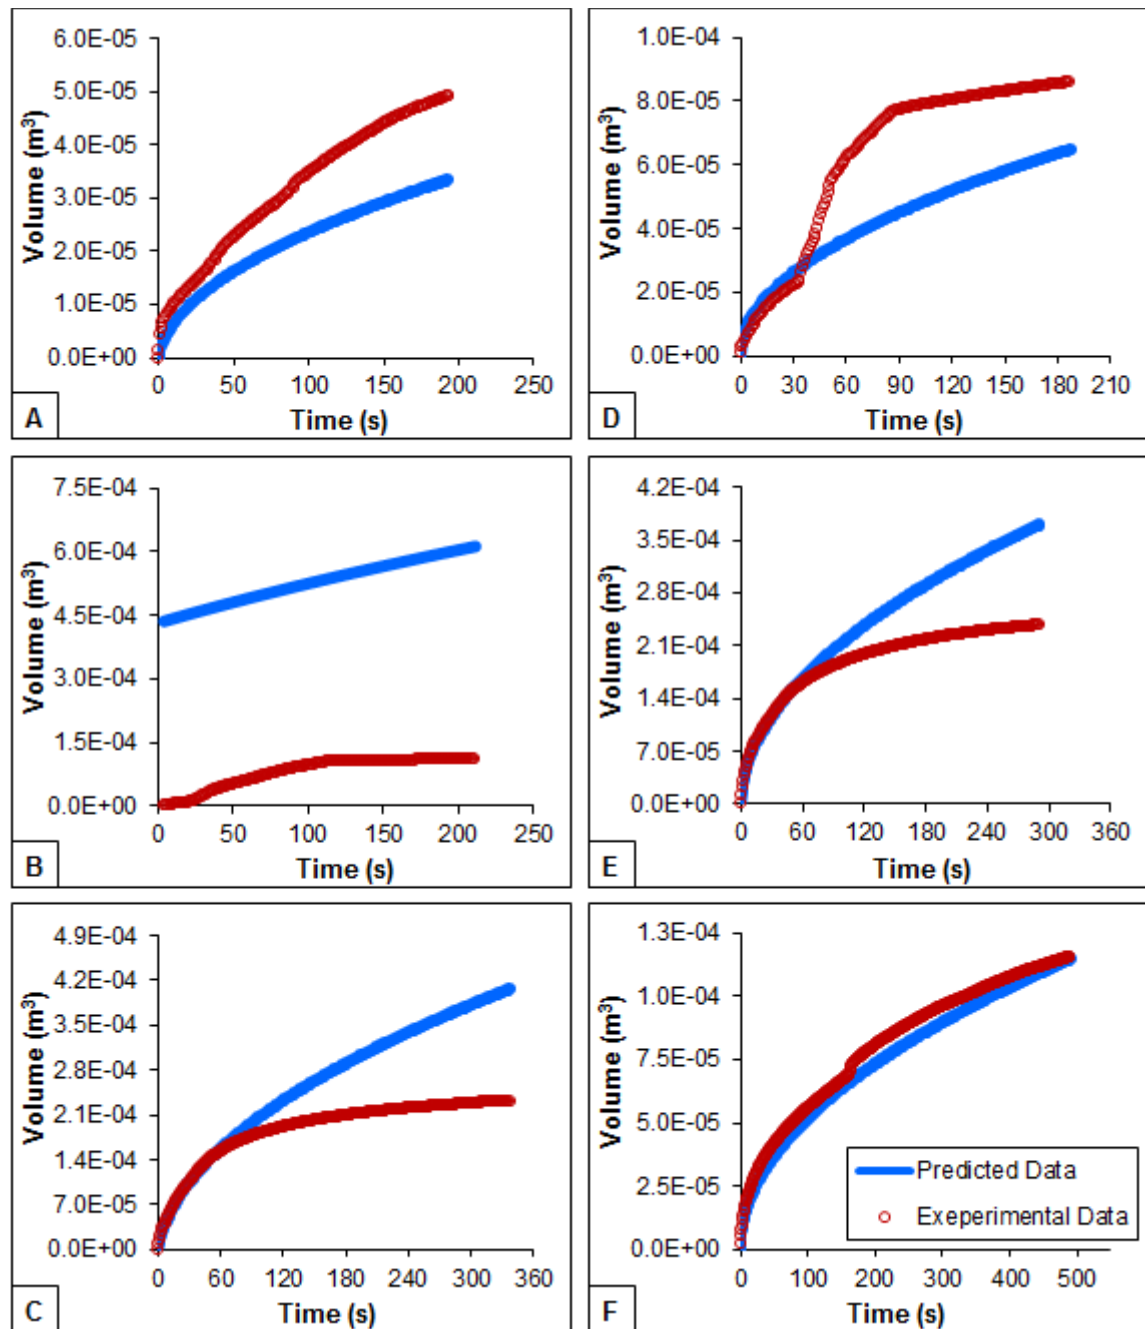 6.0E-05
5.0E-05
4.0E-05
3.0E-05
2.0E-05
1.0E-05
0.0E+00
Volume (m³)
0 50 100 150 200 250
Time (s)
A
1.0E-04
8.0E-05
6.0E-05
4.0E-05
2.0E-05
0.0E+00
Volume (m³)
0 30 60 90 120 150 180 210
Time (s)
D
7.5E-04
6.0E-04
4.5E-04
3.0E-04
1.5E-04
0.0E+00
Volume (m³)
0 50 100 150 200 250
Time (s)
B
4.2E-04
3.5E-04
2.8E-04
2.1E-04
1.4E-04
7.0E-05
0.0E+00
Volume (m³)
0 60 120 180 240 300 360
Time (s)
E
4.9E-04
4.2E-04
3.5E-04
2.8E-04
2.1E-04
1.4E-04
7.0E-05
0.0E+00
Volume (m³)
0 60 120 180 240 300 360
Time (s)
C
1.3E-04
1.0E-04
7.5E-05
5.0E-05
2.5E-05
0.0E+00
Volume (m³)
0 100 200 300 400 500
Time (s)
F
Predicted Data
Exeperimental Data